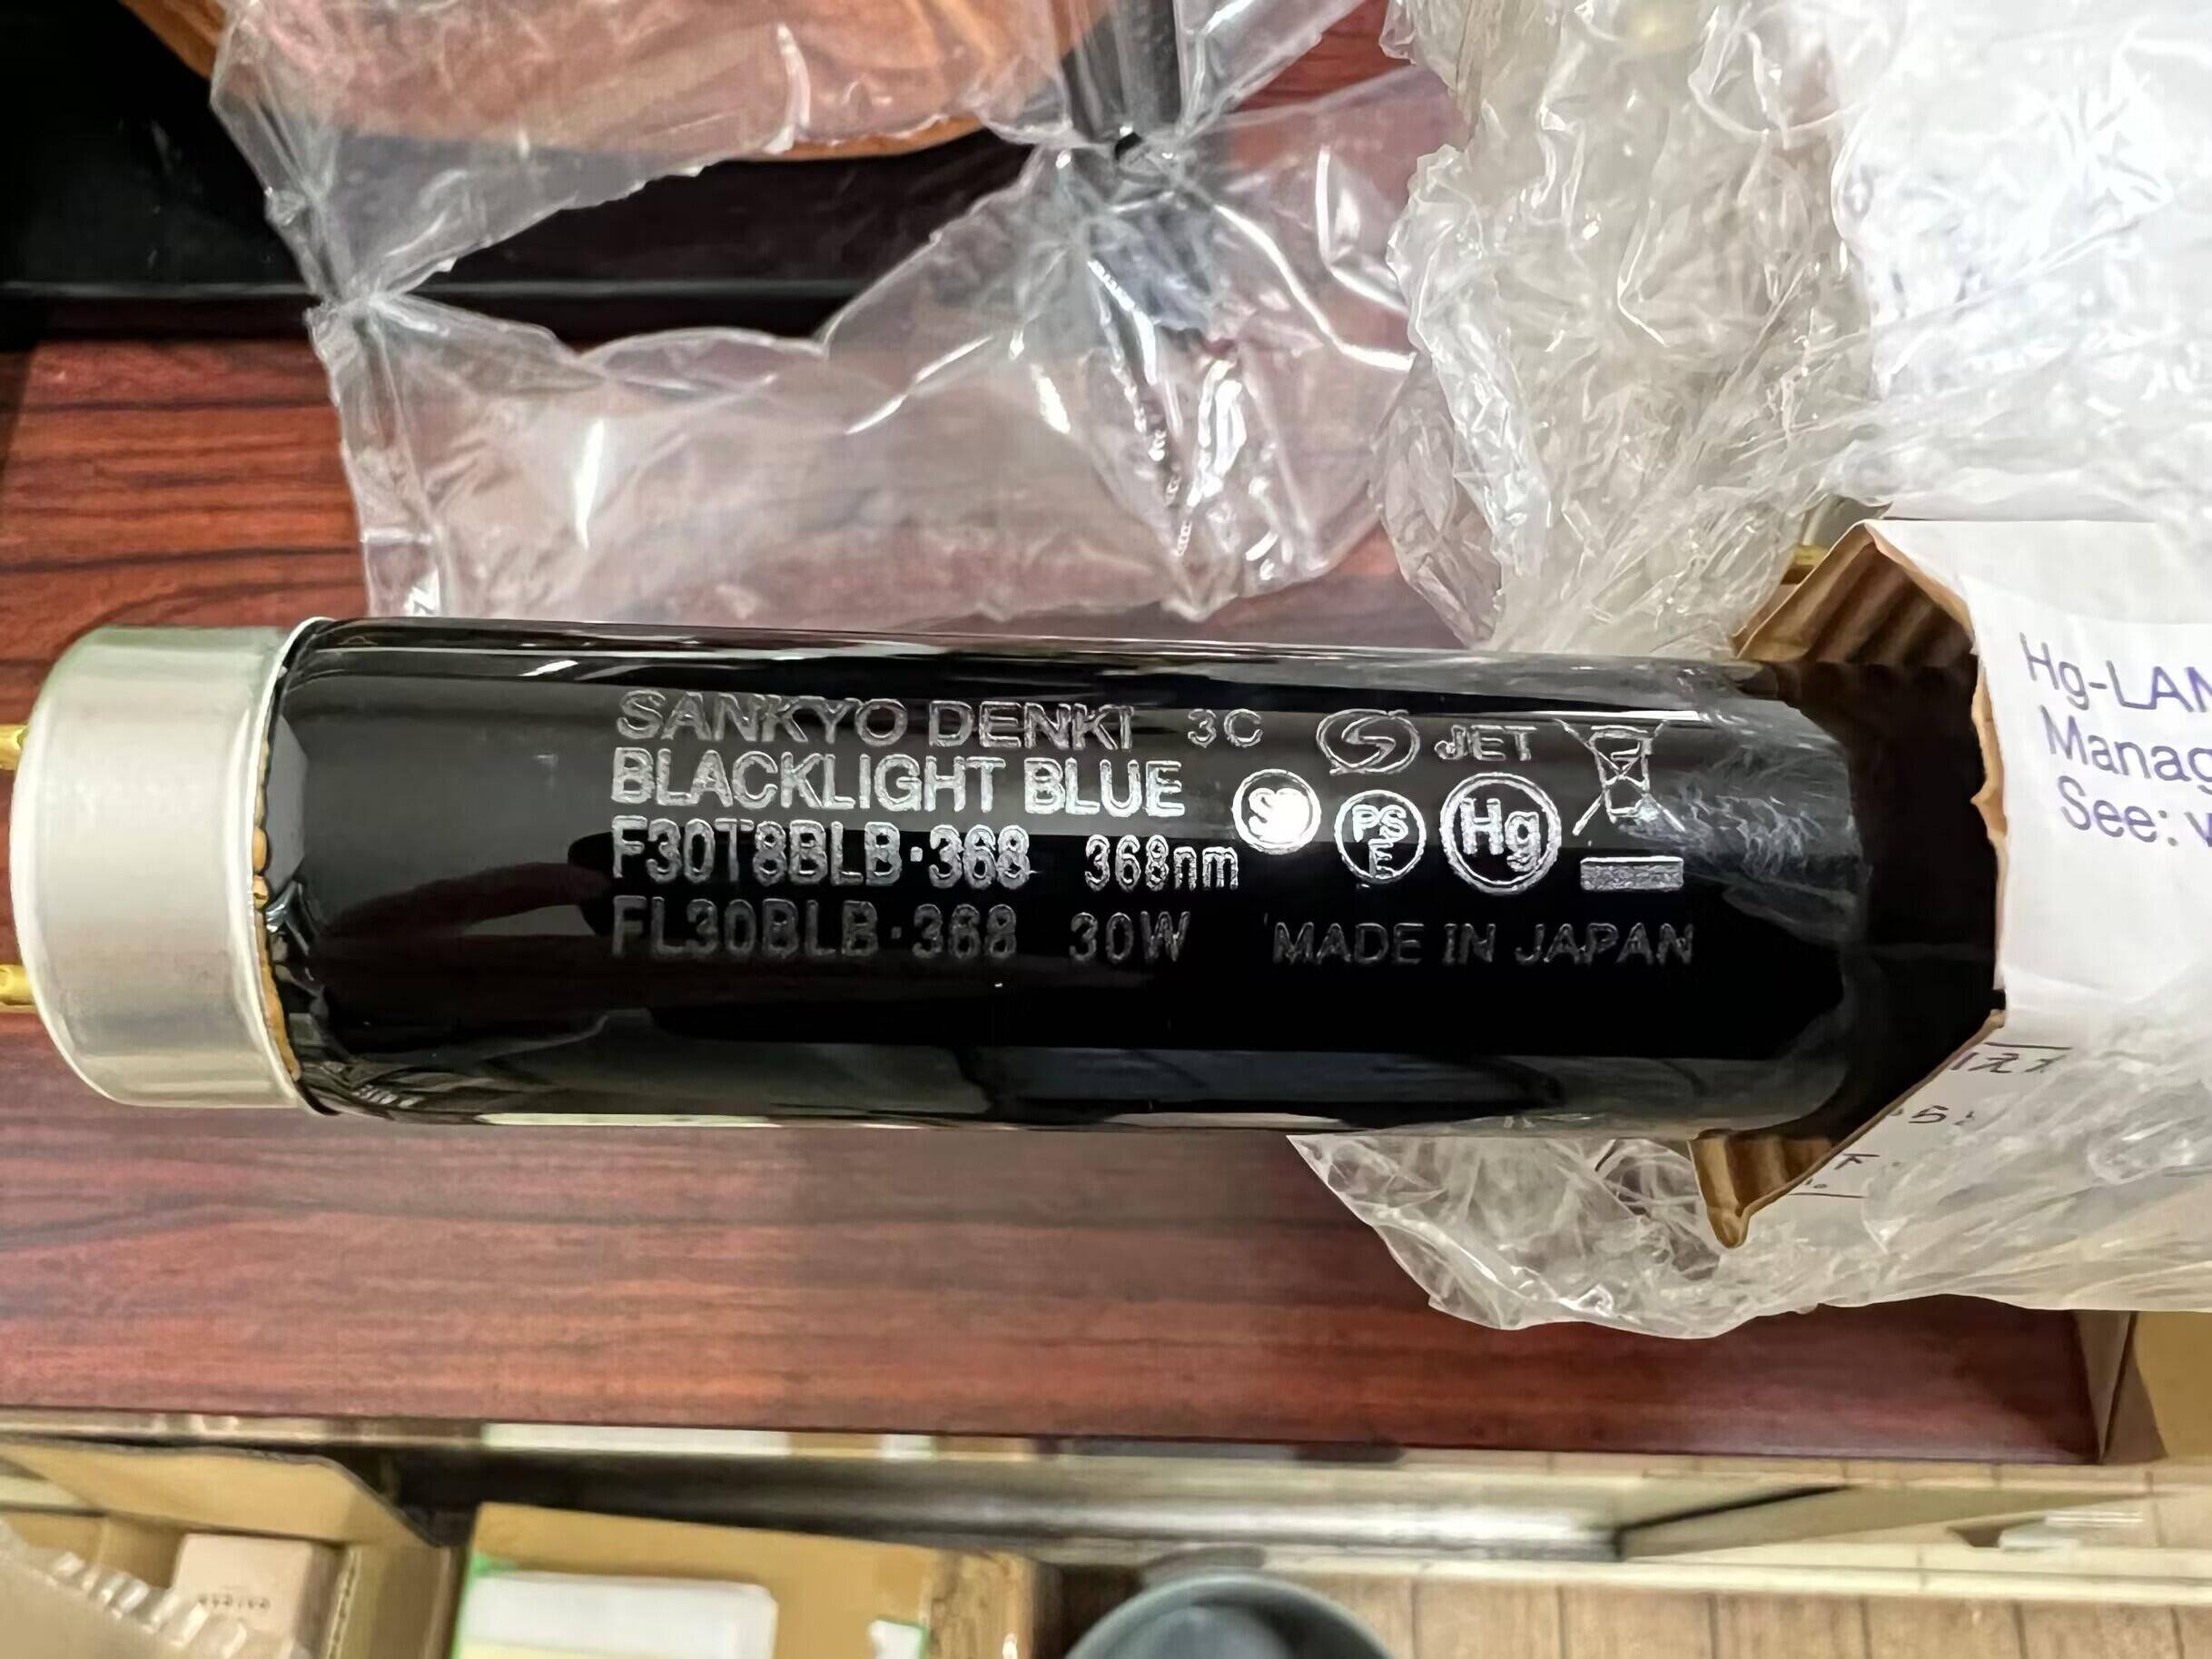 SANKYO DENKI 3C JET
BLACKLIGHT BLUE
F30T8BLB·368 368nm PS E Hg
FL30BLB·368 30W MADE IN JAPAN
Hg-LAM
Manag
See: